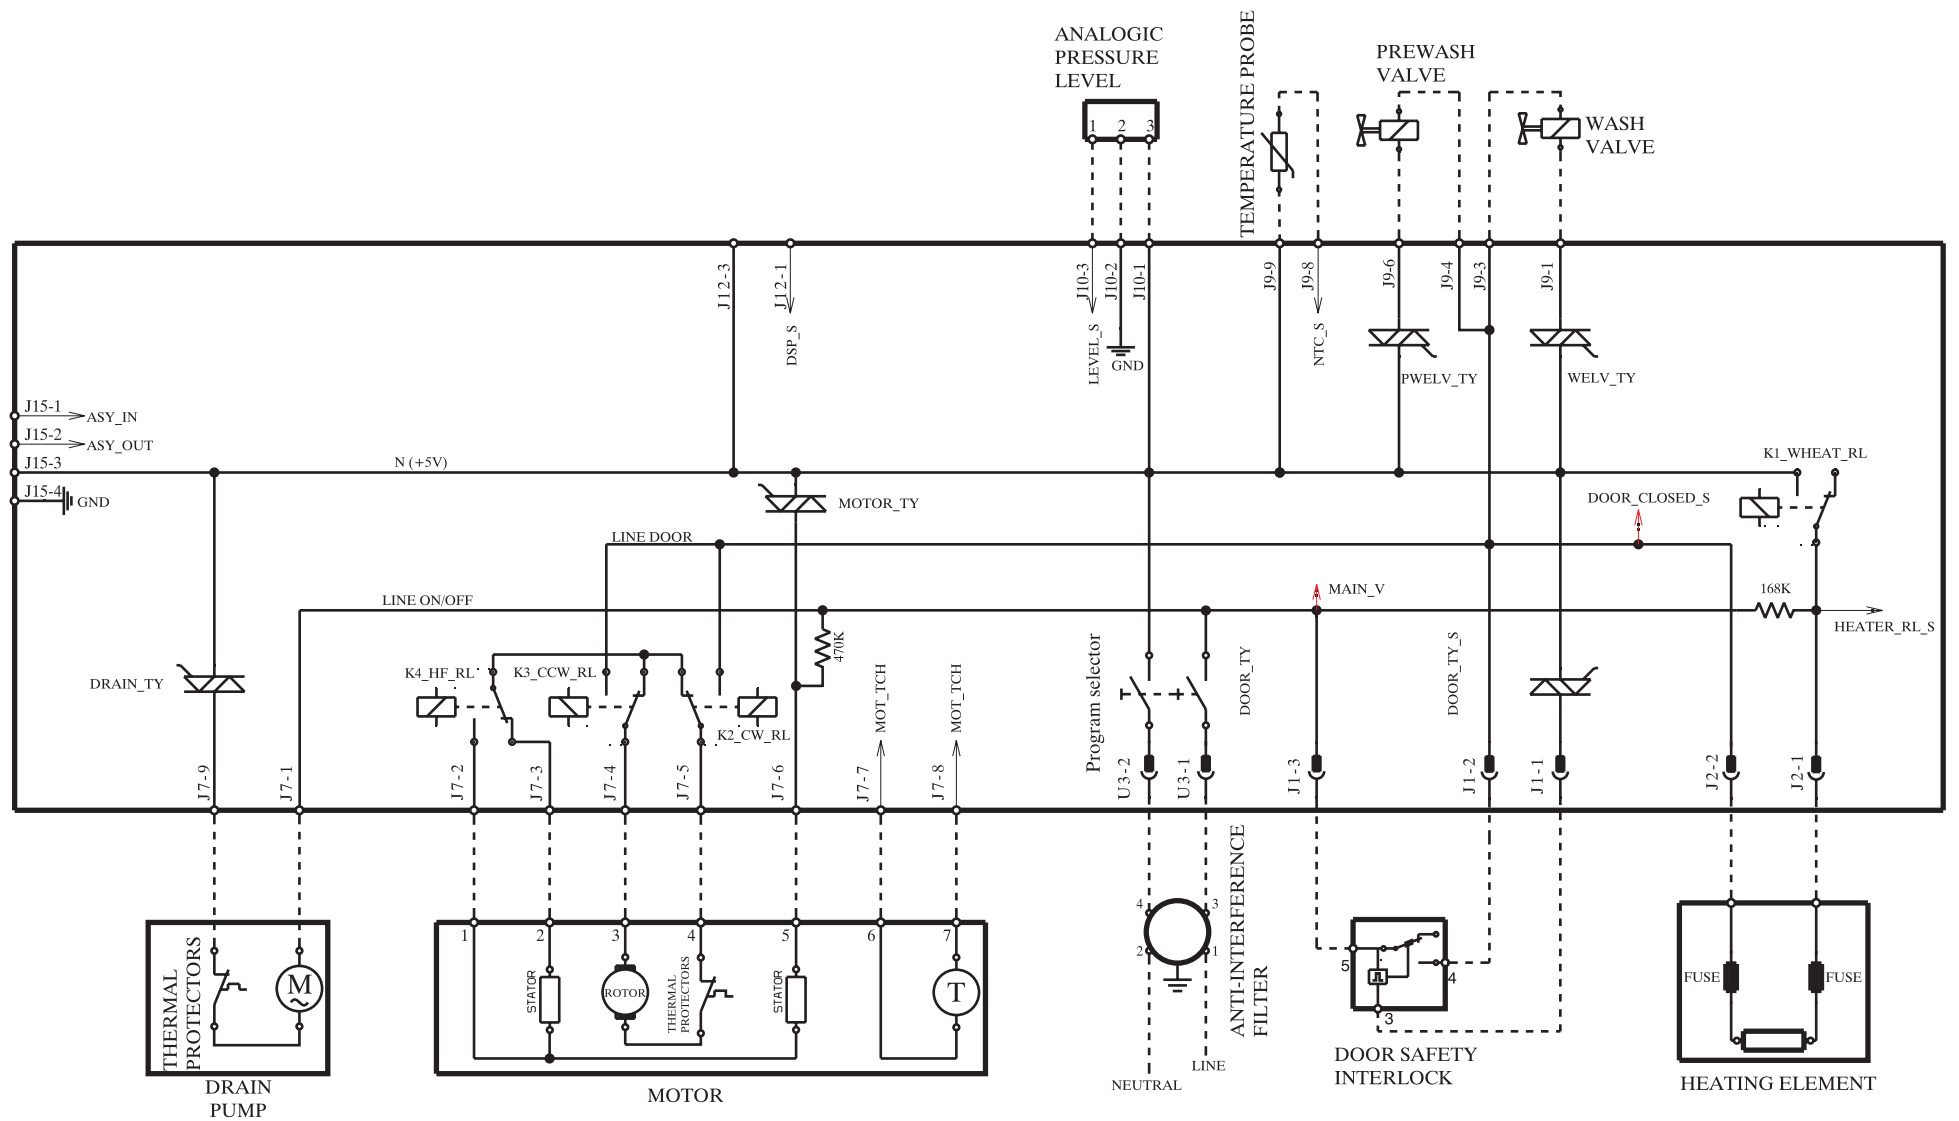 ANALOGIC
PRESSURE
LEVEL
1 2 3
TEMPERATURE PROBE
PREWASH
VALVE
WASH
VALVE
J12-3
J12-1
DSP_S
J10-3
J10-2
J10-1
LEVEL_S
GND
J9-9
J9-8
NTC_S
J9-6
J9-4
J9-3
J9-1
PWELV_TY
WELV_TY
J15-1
ASY_IN
J15-2
ASY_OUT
J15-3
N (+5V)
J15-4
GND
K1_WHEAT_RL
MOTOR_TY
DOOR_CLOSED_S
LINE DOOR
LINE ON/OFF
MAIN_V
168K
HEATER_RL_S
470K
DRAIN_TY
K4_HF_RL
K3_CCW_RL
K2_CW_RL
MOT_TCH
MOT_TCH
Program selector
DOOR_TY
DOOR_TY_S
J7-9
J7-1
J7-2
J7-3
J7-4
J7-5
J7-6
J7-7
J7-8
U3-2
U3-1
J1-3
J1-2
J1-1
J2-2
J2-1
THERMAL
PROTECTORS
M
DRAIN
PUMP
1 2 3 4 5 6 7
STATOR
ROTOR
THERMAL
PROTECTORS
STATOR
T
MOTOR
4 3
2 1
ANTI-INTERFERENCE
FILTER
NEUTRAL
LINE
5
4
3
DOOR SAFETY
INTERLOCK
FUSE
FUSE
HEATING ELEMENT